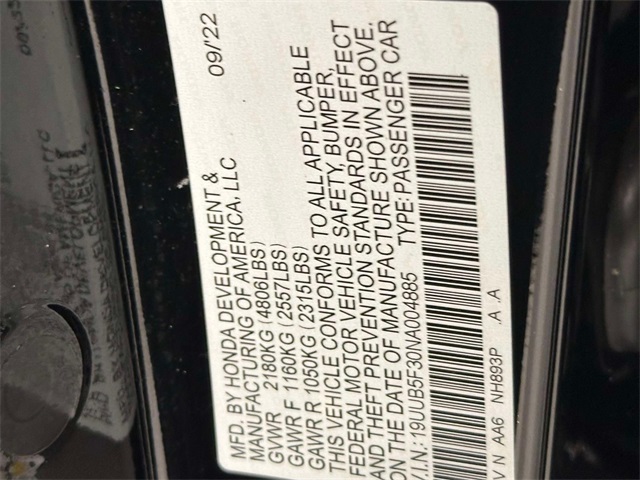 MFD. BY HONDA DEVELOPMENT & 09/'22
MANUFACTURING OF AMERICA, LLC
GVWR 2180KG (4806LBS)
GAWR F 1160KG (2557LBS)
GAWR R 1050KG (2315LBS)
THIS VEHICLE CONFORMS TO ALL APPLICABLE
FEDERAL MOTOR VEHICLE SAFETY, BUMPER,
AND THEFT PREVENTION STANDARDS IN EFFECT
ON THE DATE OF MANUFACTURE SHOWN ABOVE.
V.I.N.:19UUB5F30NA004885 TYPE:PASSENGER CAR
V N AA6 NH893P .A .A